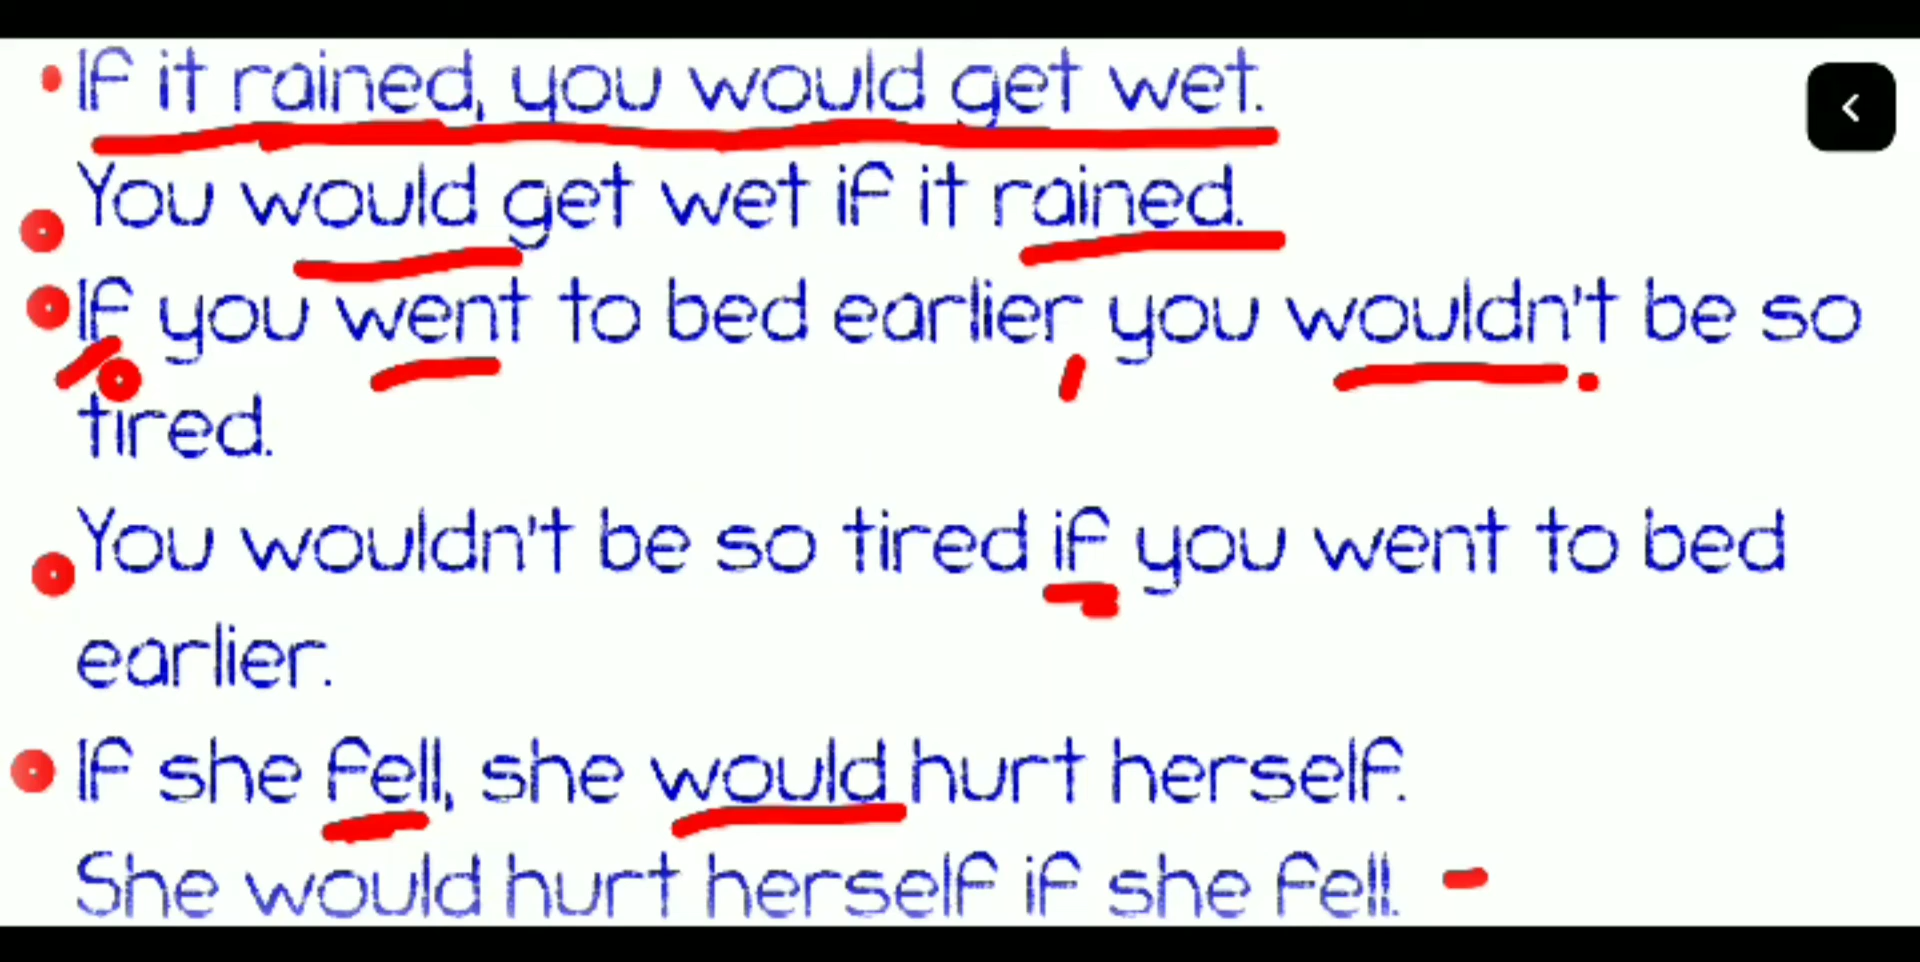 If it rained, you would get wet.
You would get wet if it rained.
If you went to bed earlier you wouldn't be so
tired.
You wouldn't be so tired if you went to bed
earlier.
If she fell, she would hurt herself.
She would hurt herself if she fell.